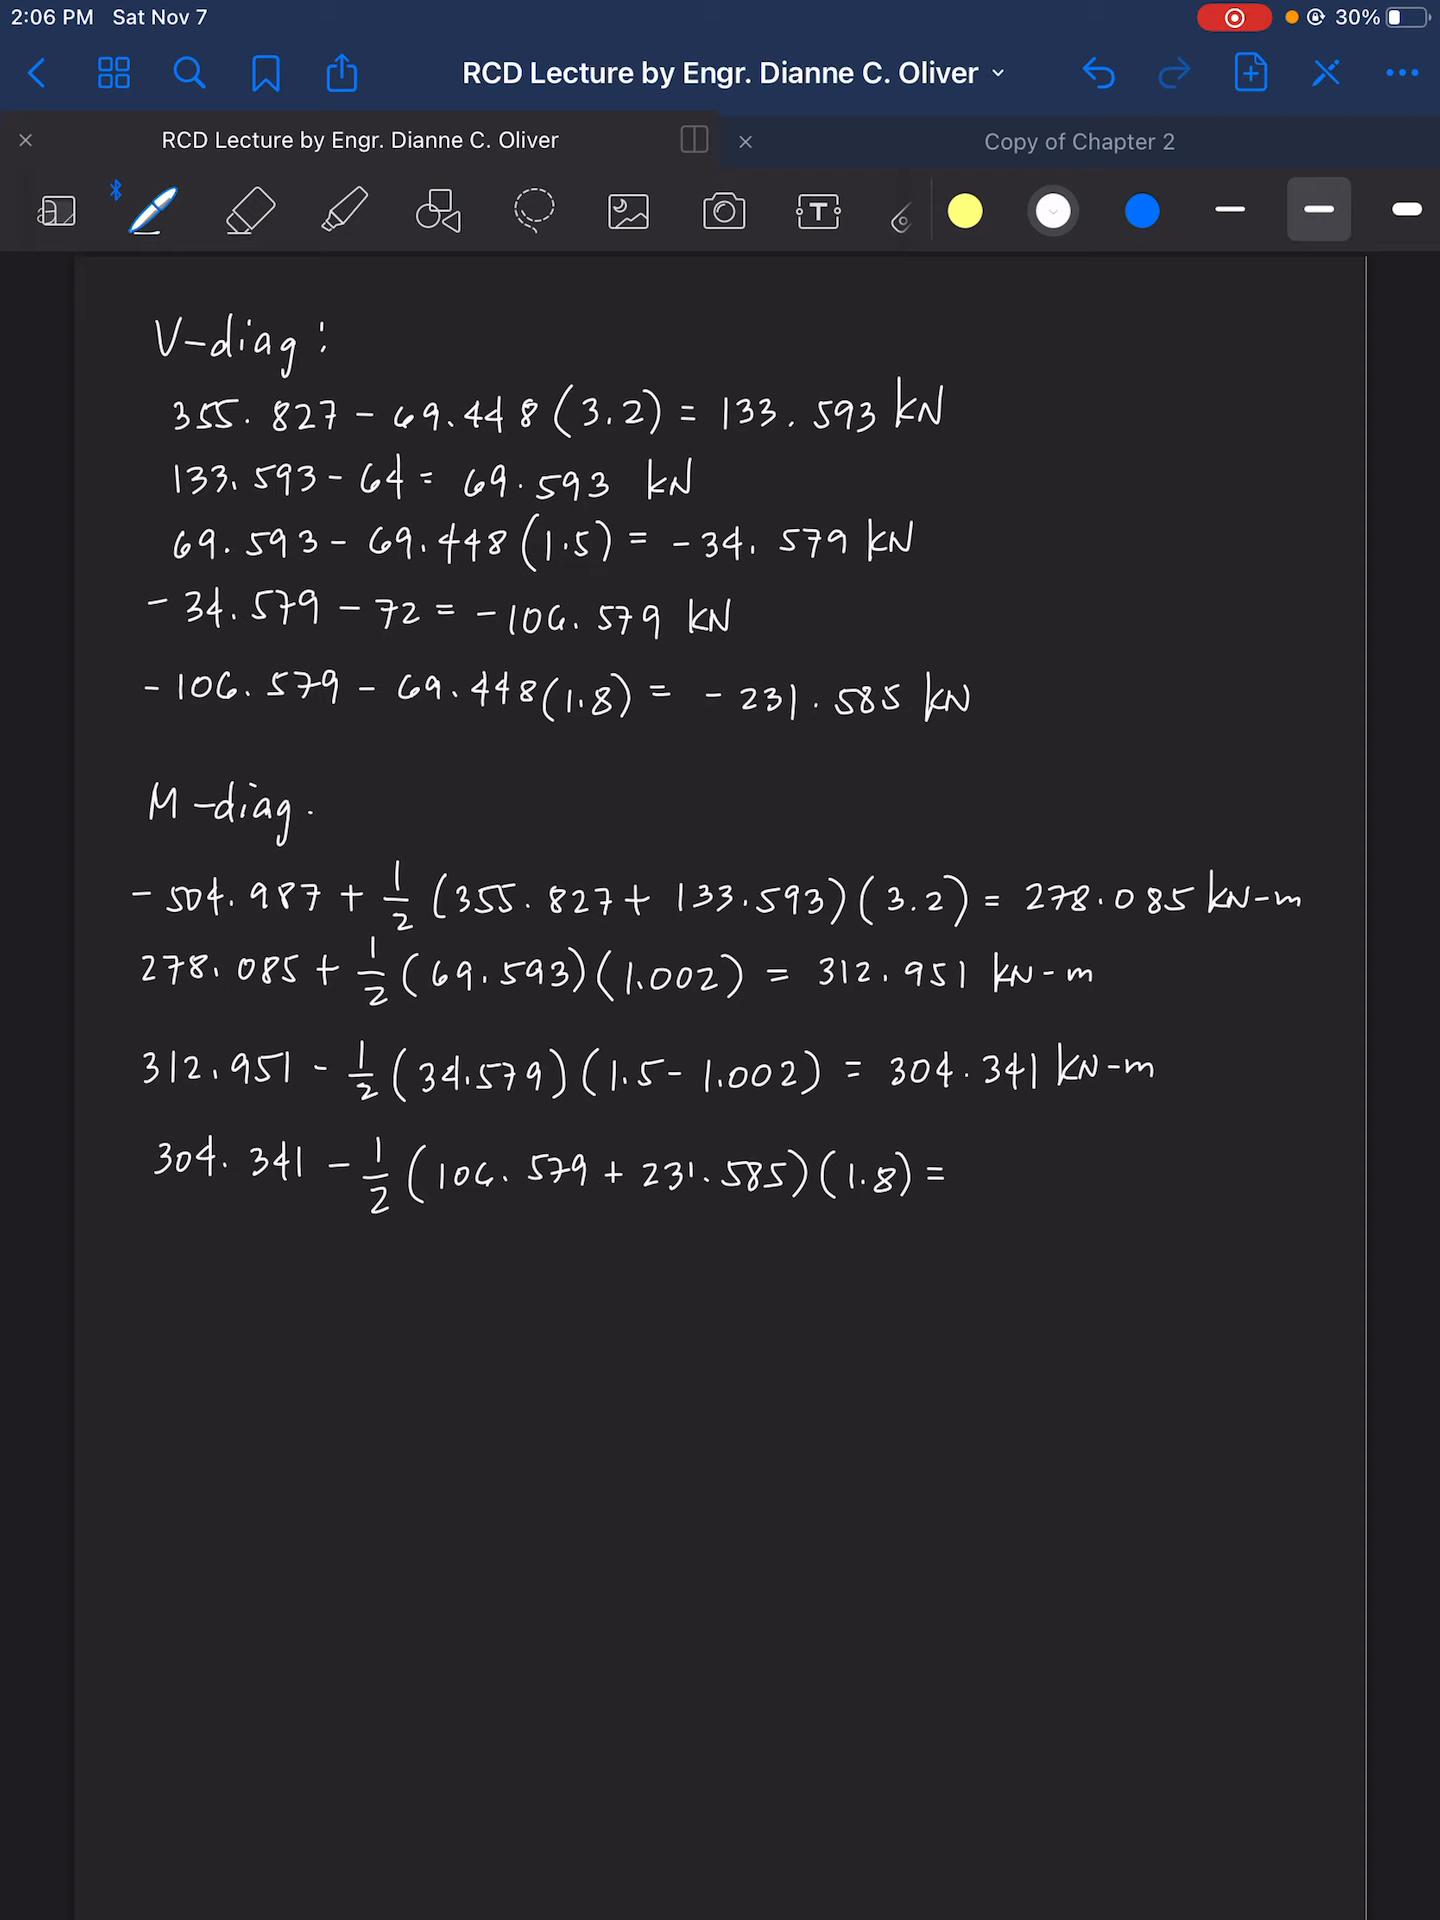 2:06 PM Sat Nov 7 30%
RCD Lecture by Engr. Dianne C. Oliver
RCD Lecture by Engr. Dianne C. Oliver Copy of Chapter 2
V-diag:
355.827 - 69.448 (3.2) = 133.593 kN
133.593 - 64 = 69.593 kN
69.593 - 69.448 (1.5) = -34.579 kN
-34.579 - 72 = -106.579 kN
-106.579 - 69.448 (1.8) = -231.585 kN
M-diag.
-504.987 + 1/2 (355.827 + 133.593)(3.2) = 278.085 kN-m
278.085 + 1/2 (69.593)(1.002) = 312.951 kN-m
312.951 - 1/2 (34.579)(1.5 - 1.002) = 304.341 kN-m
304.341 - 1/2 (106.579 + 231.585)(1.8) =